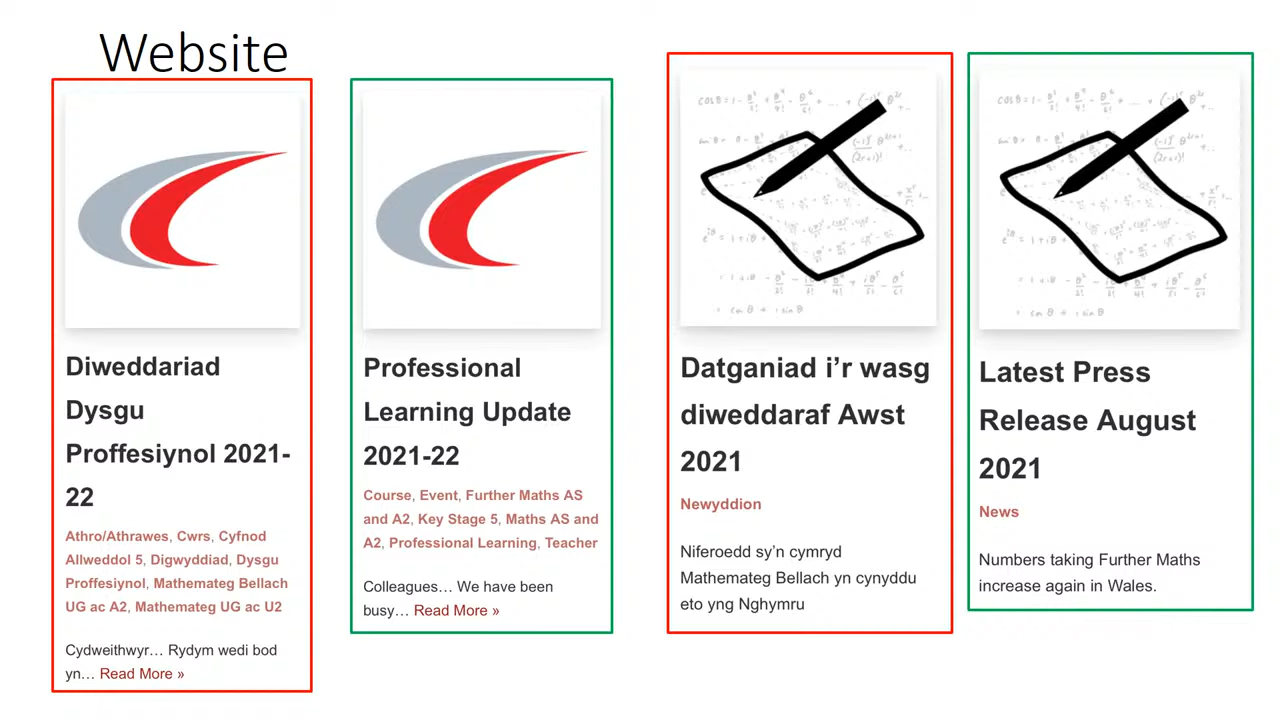 Website
Diweddariad
Dysgu
Proffesiynol 2021-
22
Athro/Athrawes, Cwrs, Cyfnod
Allweddol 5, Digwyddiad, Dysgu
Proffesiynol, Mathemateg Bellach
UG ac A2, Mathemateg UG ac U2
Cydweithwyr… Rydym wedi bod
yn… Read More »
Professional
Learning Update
2021-22
Course, Event, Further Maths AS
and A2, Key Stage 5, Maths AS and
A2, Professional Learning, Teacher
Colleagues… We have been
busy… Read More »
Datganiad i’r wasg
diweddaraf Awst
2021
Newyddion
Niferoedd sy’n cymryd
Mathemateg Bellach yn cynyddu
eto yng Nghymru
Latest Press
Release August
2021
News
Numbers taking Further Maths
increase again in Wales.